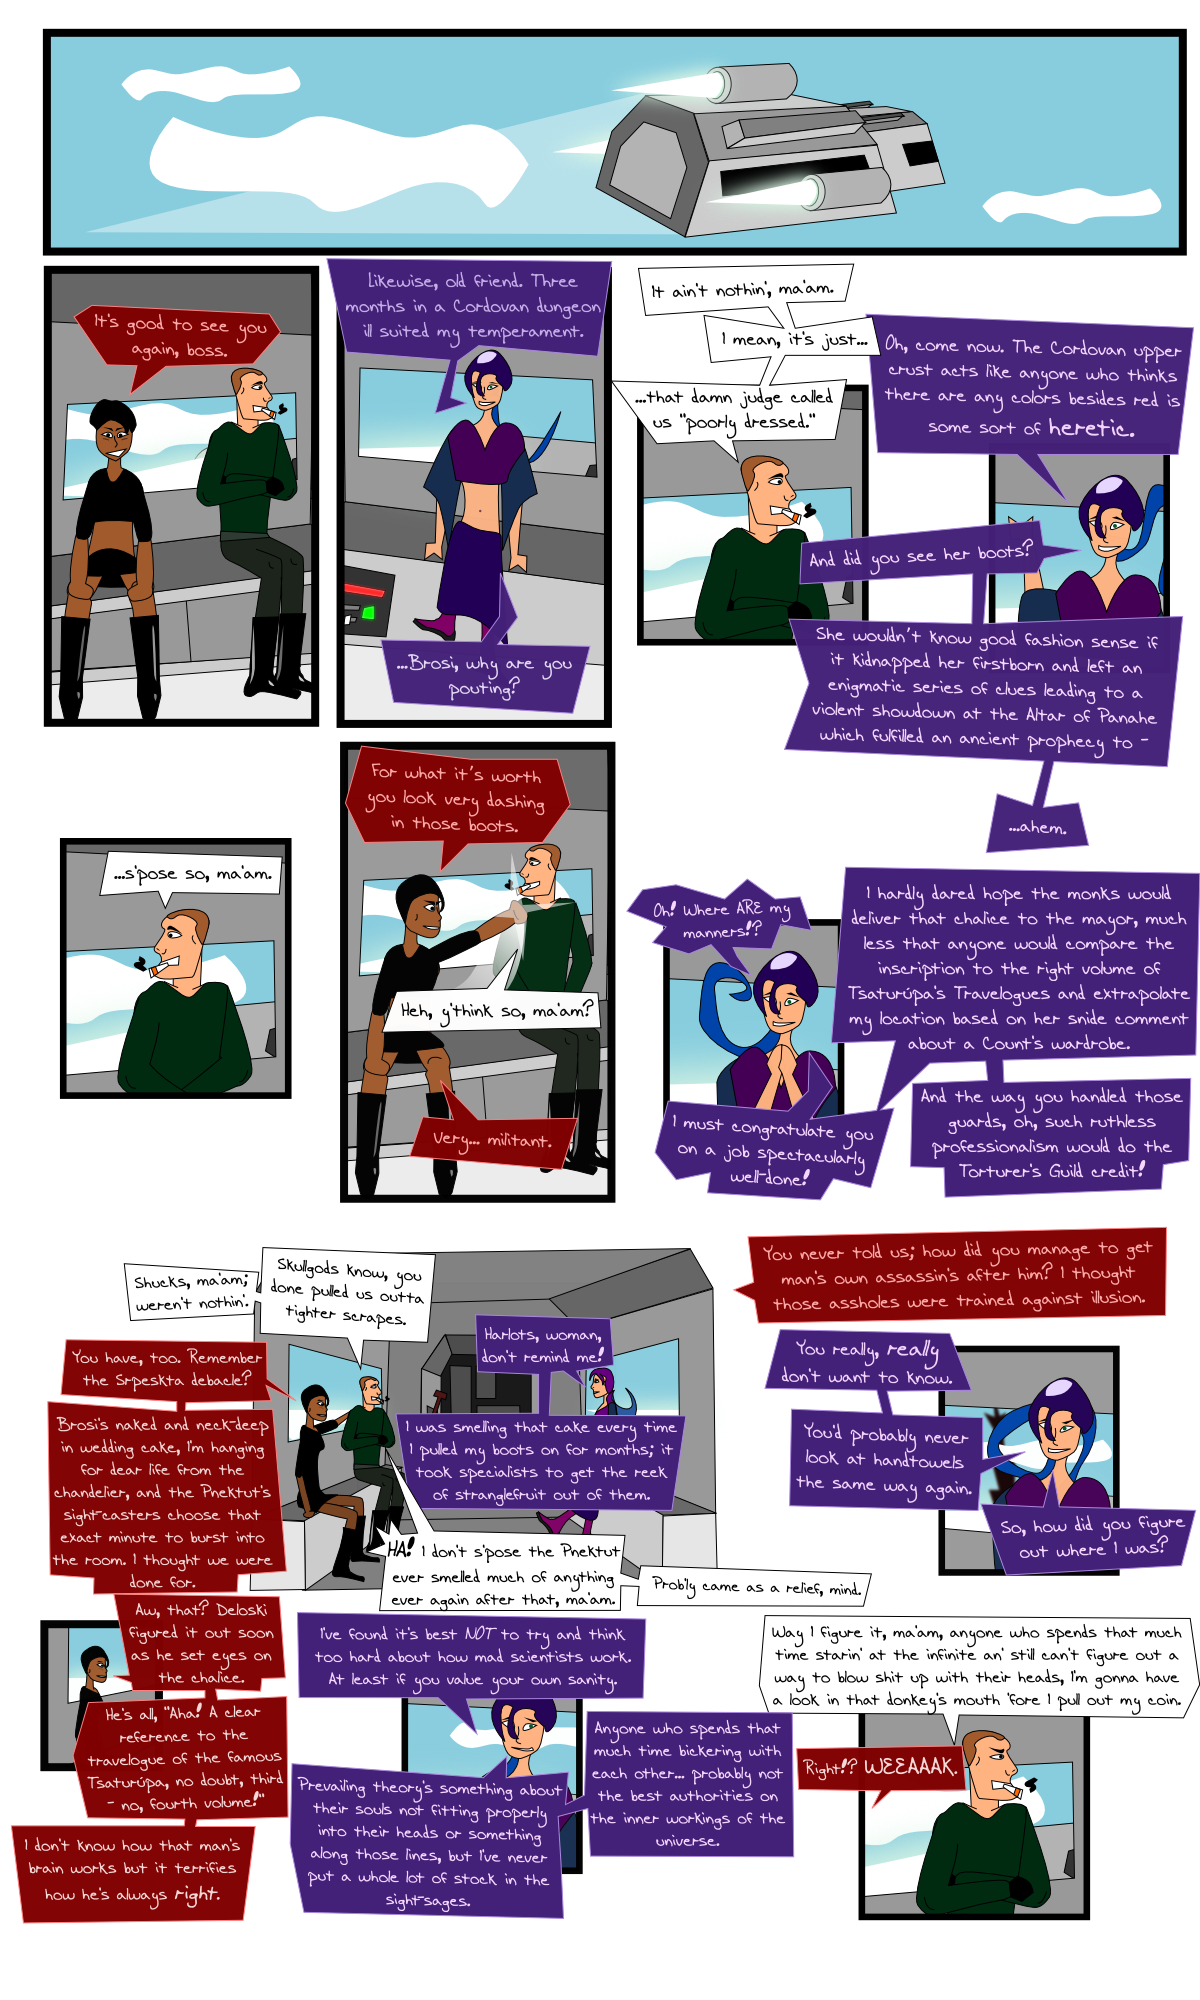 It's good to see you
again, boss.
Likewise, old friend. Three
months in a Cordovan dungeon
ill suited my temperament.
...Brosi, why are you
pouting?
It ain't nothin', ma'am.
I mean, it's just...
...that damn judge called
us "poorly dressed."
Oh, come now. The Cordovan upper
crust acts like anyone who thinks
there are any colors besides red is
some sort of heretic.
And did you see her boots?
She wouldn't know good fashion sense if
it kidnapped her firstborn and left an
enigmatic series of clues leading to a
violent showdown at the Altar of Panahe
which fulfilled an ancient prophecy to -
...ahem.
...s'pose so, ma'am.
For what it's worth
you look very dashing
in those boots.
Heh, y'think so, ma'am?
Very... militant.
Oh! Where ARE my
manners!?
I must congratulate you
on a job spectacularly
well-done!
I hardly dared hope the monks would
deliver that chalice to the mayor, much
less that anyone would compare the
inscription to the right volume of
Tsaturúpa's Travelogues and extrapolate
my location based on her snide comment
about a Count's wardrobe.
And the way you handled those
guards, oh, such ruthless
professionalism would do the
Torturer's Guild credit!
Shucks, ma'am;
weren't nothin'.
Skullgods know, you
done pulled us outta
tighter scrapes.
You have, too. Remember
the Srpeskta debacle?
Brosi's naked and neck-deep
in wedding cake, I'm hanging
for dear life from the
chandelier, and the Pnektut's
sight-casters choose that
exact minute to burst into
the room. I thought we were
done for.
Harlots, woman,
don't remind me!
I was smelling that cake every time
I pulled my boots on for months; it
took specialists to get the reek
of stranglefruit out of them.
HA! I don't s'pose the Pnektut
ever smelled much of anything
ever again after that, ma'am.
Prob'ly came as a relief, mind.
You never told us; how did you manage to get
man's own assassin's after him? I thought
those assholes were trained against illusion.
You really, really
don't want to know.
You'd probably never
look at handtowels
the same way again.
So, how did you figure
out where I was?
Aw, that? Deloski
figured it out soon
as he set eyes on
the chalice.
He's all, "Aha! A clear
reference to the
travelogue of the famous
Tsaturúpa, no doubt, third
- no, fourth volume!"
I don't know how that man's
brain works but it terrifies
how he's always right.
I've found it's best NOT to try and think
too hard about how mad scientists work.
At least if you value your own sanity.
Prevailing theory's something about
their souls not fitting properly
into their heads or something
along those lines, but I've never
put a whole lot of stock in the
sight-sages.
Anyone who spends that
much time bickering with
each other... probably not
the best authorities on
the inner workings of the
universe.
Way I figure it, ma'am, anyone who spends that much
time starin' at the infinite an' still can't figure out a
way to blow shit up with their heads, I'm gonna have
a look in that donkey's mouth 'fore I pull out my coin.
Right!? WEEAAAK.